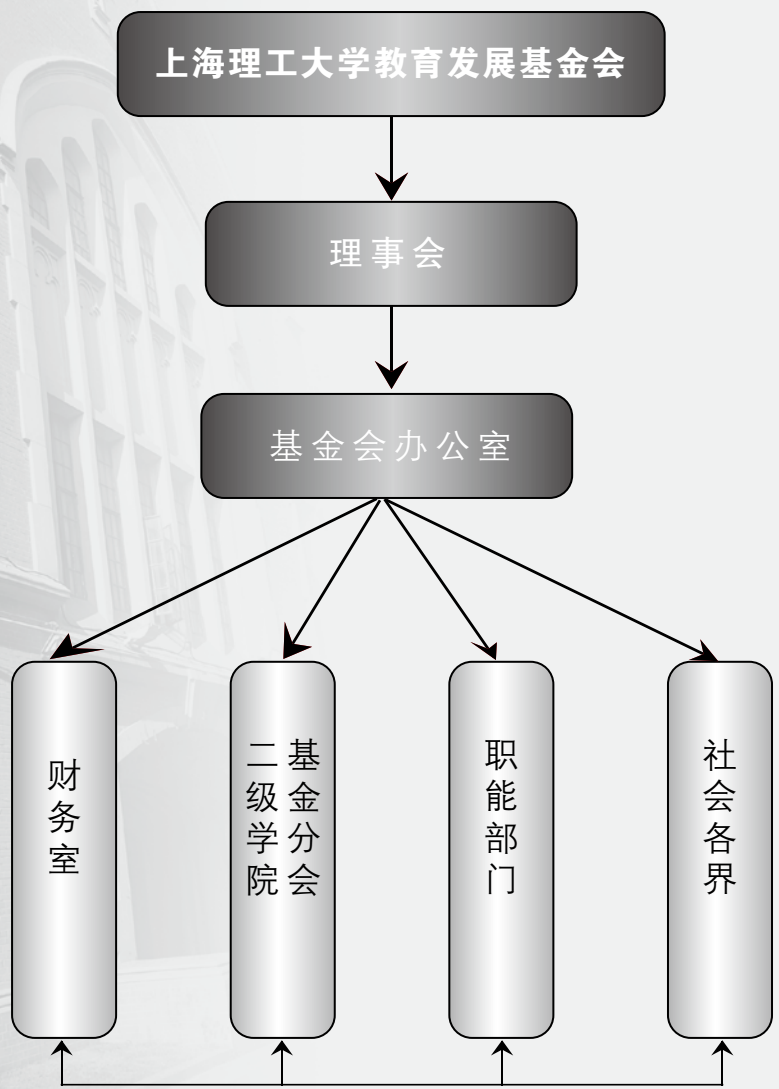 上海理工大学教育发展基金会
理事会
基金会办公室
财务室
二级学院
基金分会
职能部门
社会各界